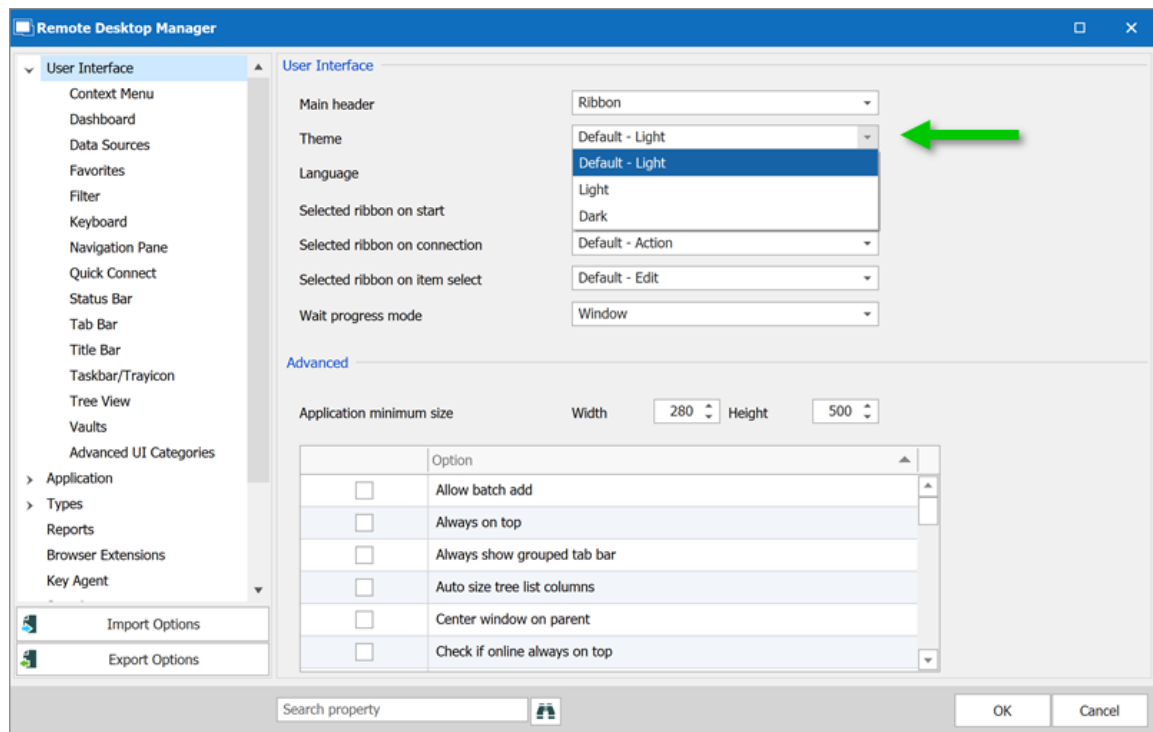 Remote Desktop Manager
User Interface
Context Menu
Dashboard
Data Sources
Favorites
Filter
Keyboard
Navigation Pane
Quick Connect
Status Bar
Tab Bar
Title Bar
Taskbar/Trayicon
Tree View
Vaults
Advanced UI Categories
Application
Types
Reports
Browser Extensions
Key Agent
Import Options
Export Options
User Interface
Main header Ribbon
Theme Default - Light
Default - Light
Language
Light
Selected ribbon on start
Dark
Selected ribbon on connection Default - Action
Selected ribbon on item select Default - Edit
Wait progress mode Window
Advanced
Application minimum size Width 280 Height 500
Option
Allow batch add
Always on top
Always show grouped tab bar
Auto size tree list columns
Center window on parent
Check if online always on top
Search property
OK Cancel